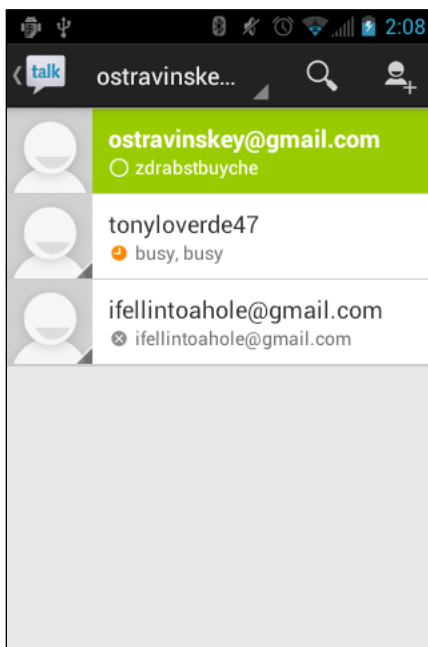 2:08
talk
ostravinske...
ostravinskey@gmail.com
zdrabstbuyche
tonyloverde47
busy, busy
ifellintoahole@gmail.com
ifellintoahole@gmail.com